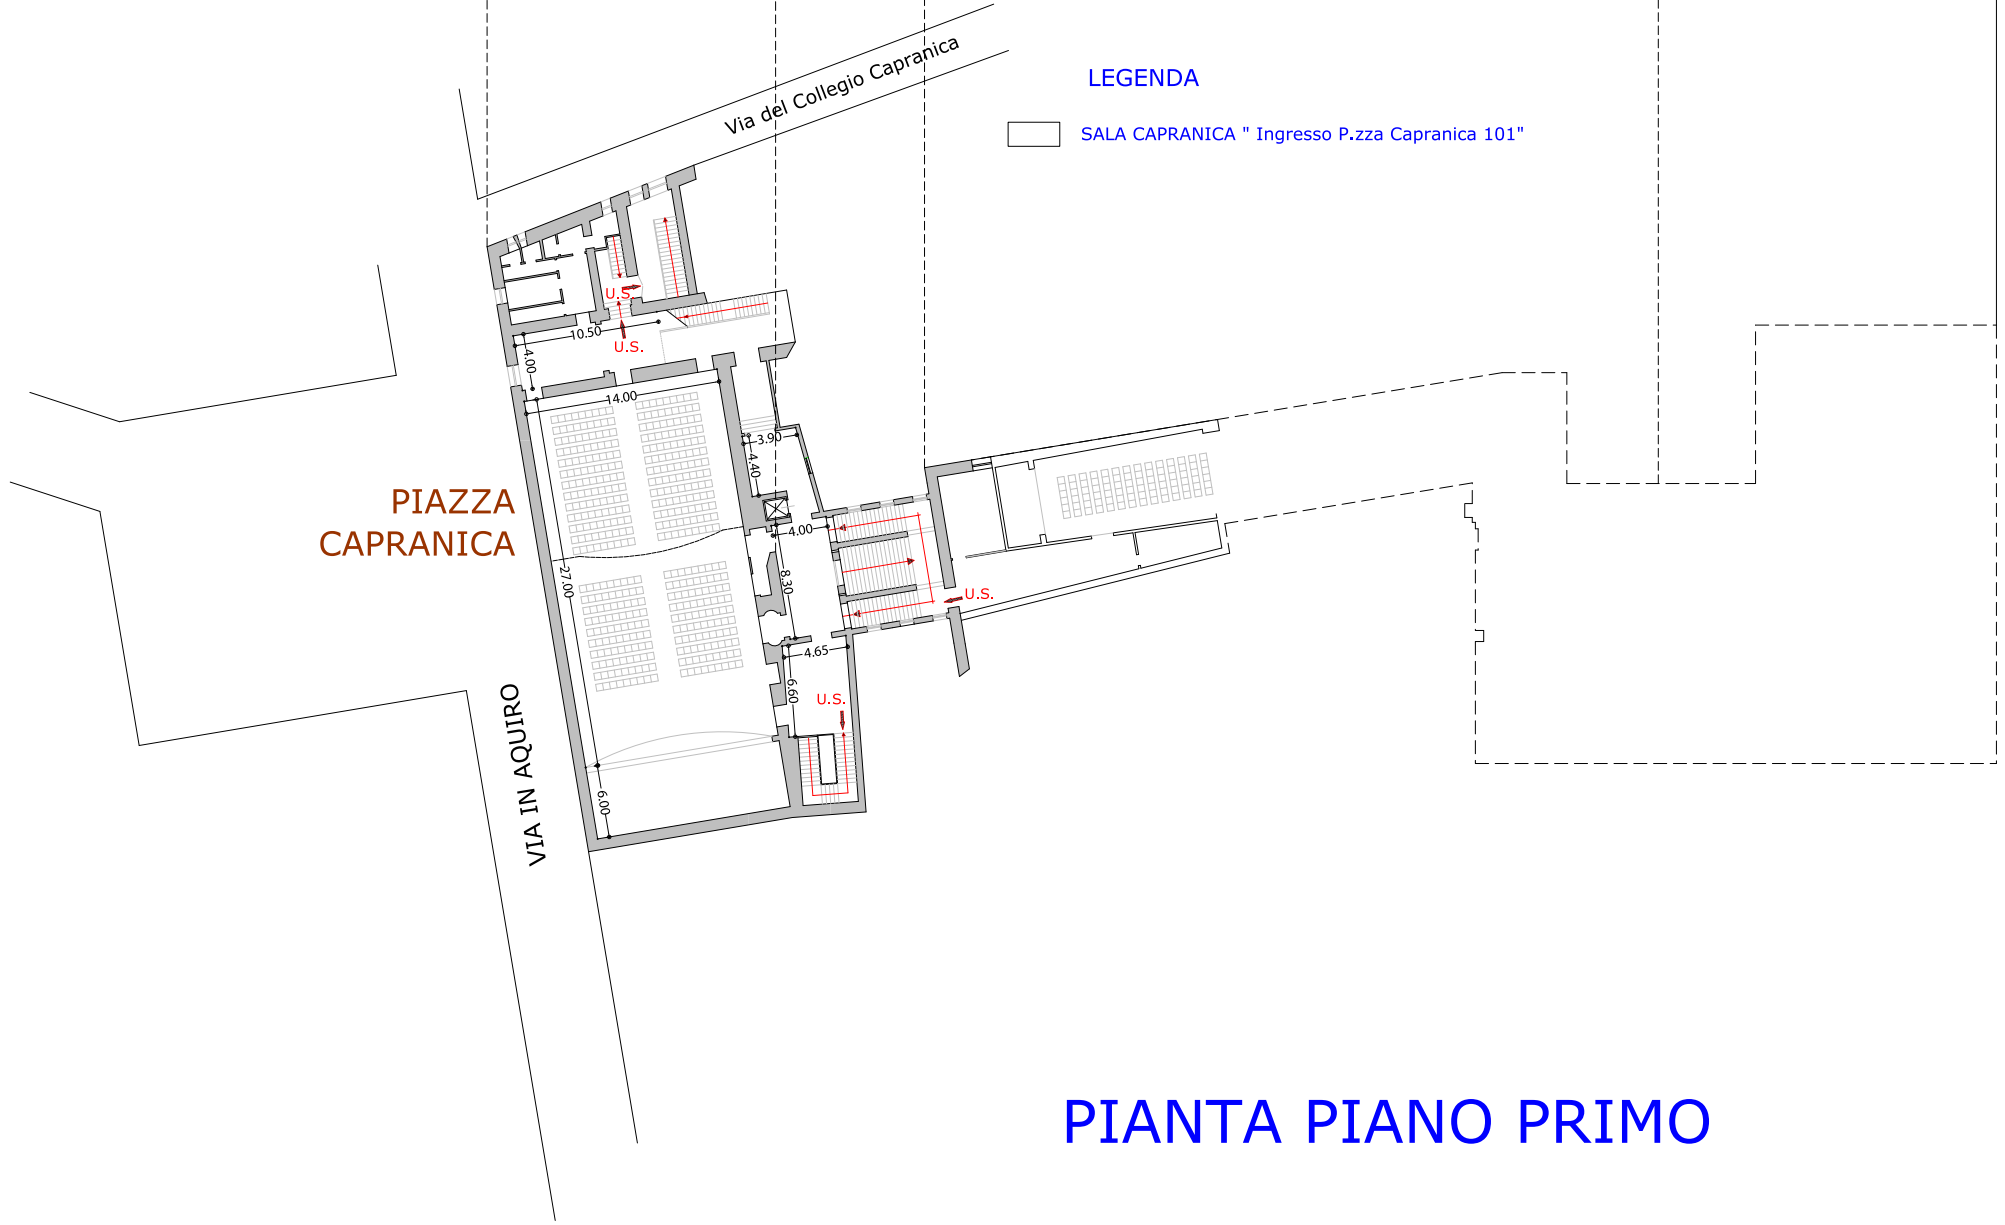 Via del Collegio Capranica
LEGENDA
SALA CAPRANICA " Ingresso P.zza Capranica 101"
U.S.
10.50
U.S.
4.00
14.00
3.90
4.40
PIAZZA
CAPRANICA
4.00
27.00
8.30
U.S.
4.65
6.60
U.S.
VIA IN AQUIRO
6.00
PIANTA PIANO PRIMO